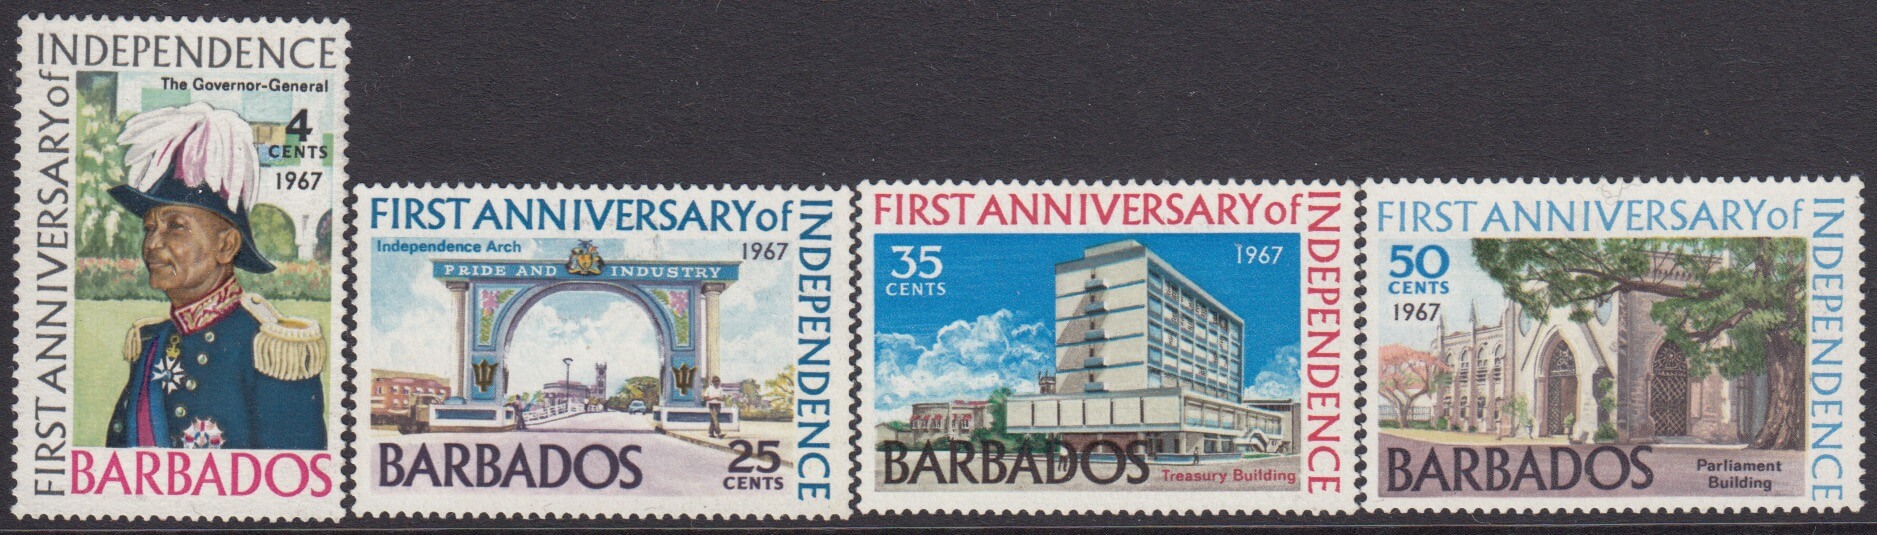 FIRST ANNIVERSARY of
INDEPENDENCE
The Governor-General
4
CENTS
1967
BARBADOS
FIRST ANNIVERSARY of
INDEPENDENCE
Independence Arch
1967
PRIDE AND INDUSTRY
BARBADOS
25
CENTS
FIRST ANNIVERSARY of
INDEPENDENCE
35
CENTS
1967
BARBADOS
Treasury Building
FIRST ANNIVERSARY of
INDEPENDENCE
50
CENTS
1967
BARBADOS
Parliament
Building